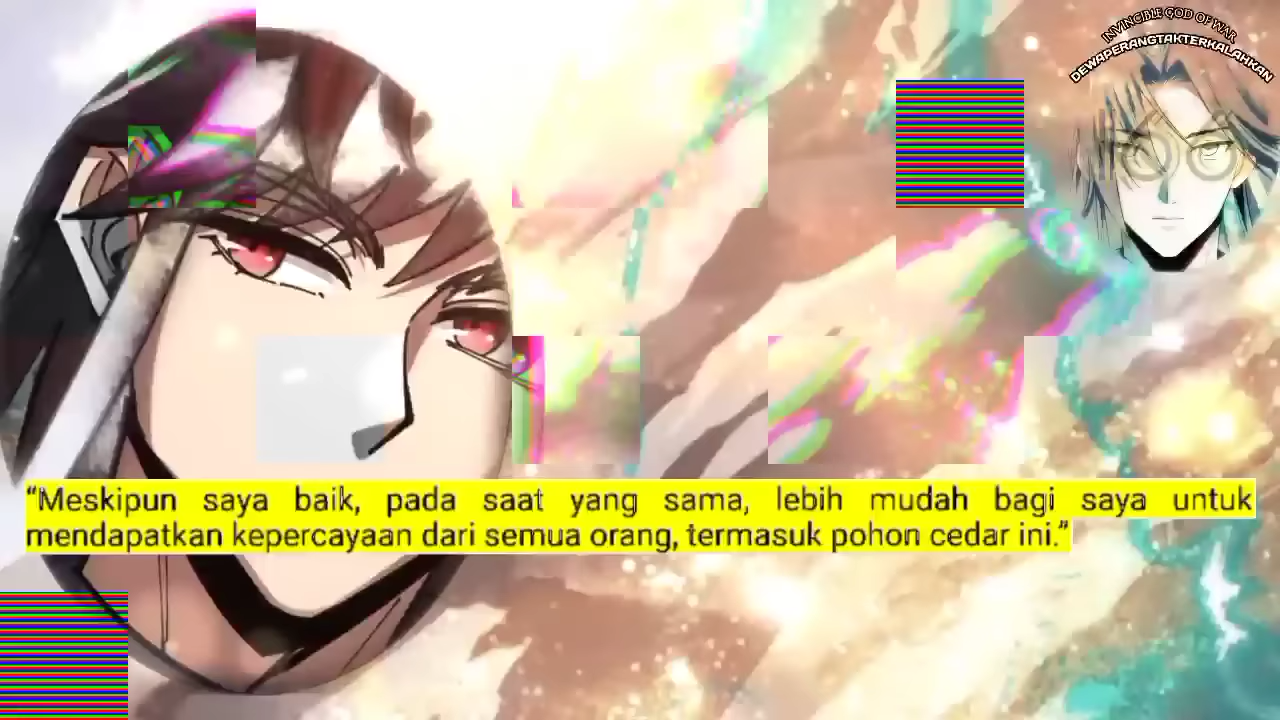 INVINCIBLE GOD OF WAR
DEWAPERANGTAKTERKALAHKAN
“Meskipun saya baik, pada saat yang sama, lebih mudah bagi saya untuk
mendapatkan kepercayaan dari semua orang, termasuk pohon cedar ini.”